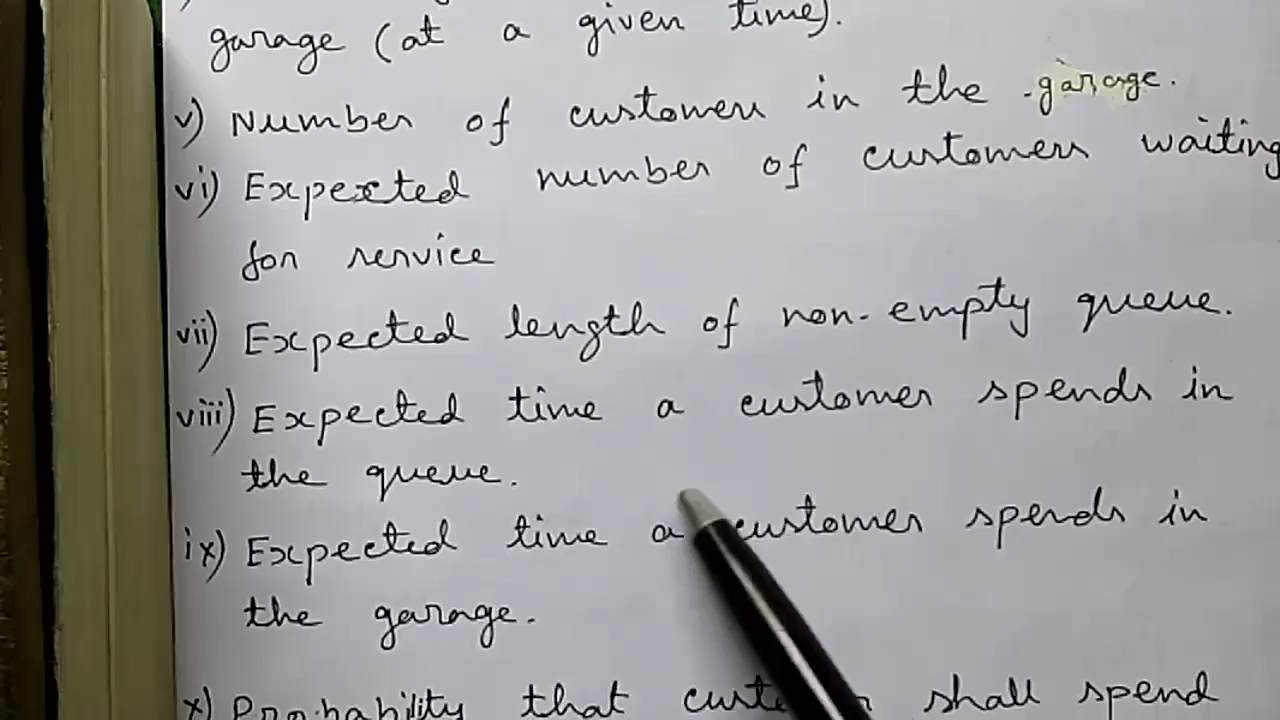 garage (at a given time).
v) Number of customers in the garage.
vi) Expected number of customers waiting
for service
vii) Expected length of non-empty queue.
viii) Expected time a customer spends in
the queue.
ix) Expected time a customer spends in
the garage.
x) Probability that shall spend